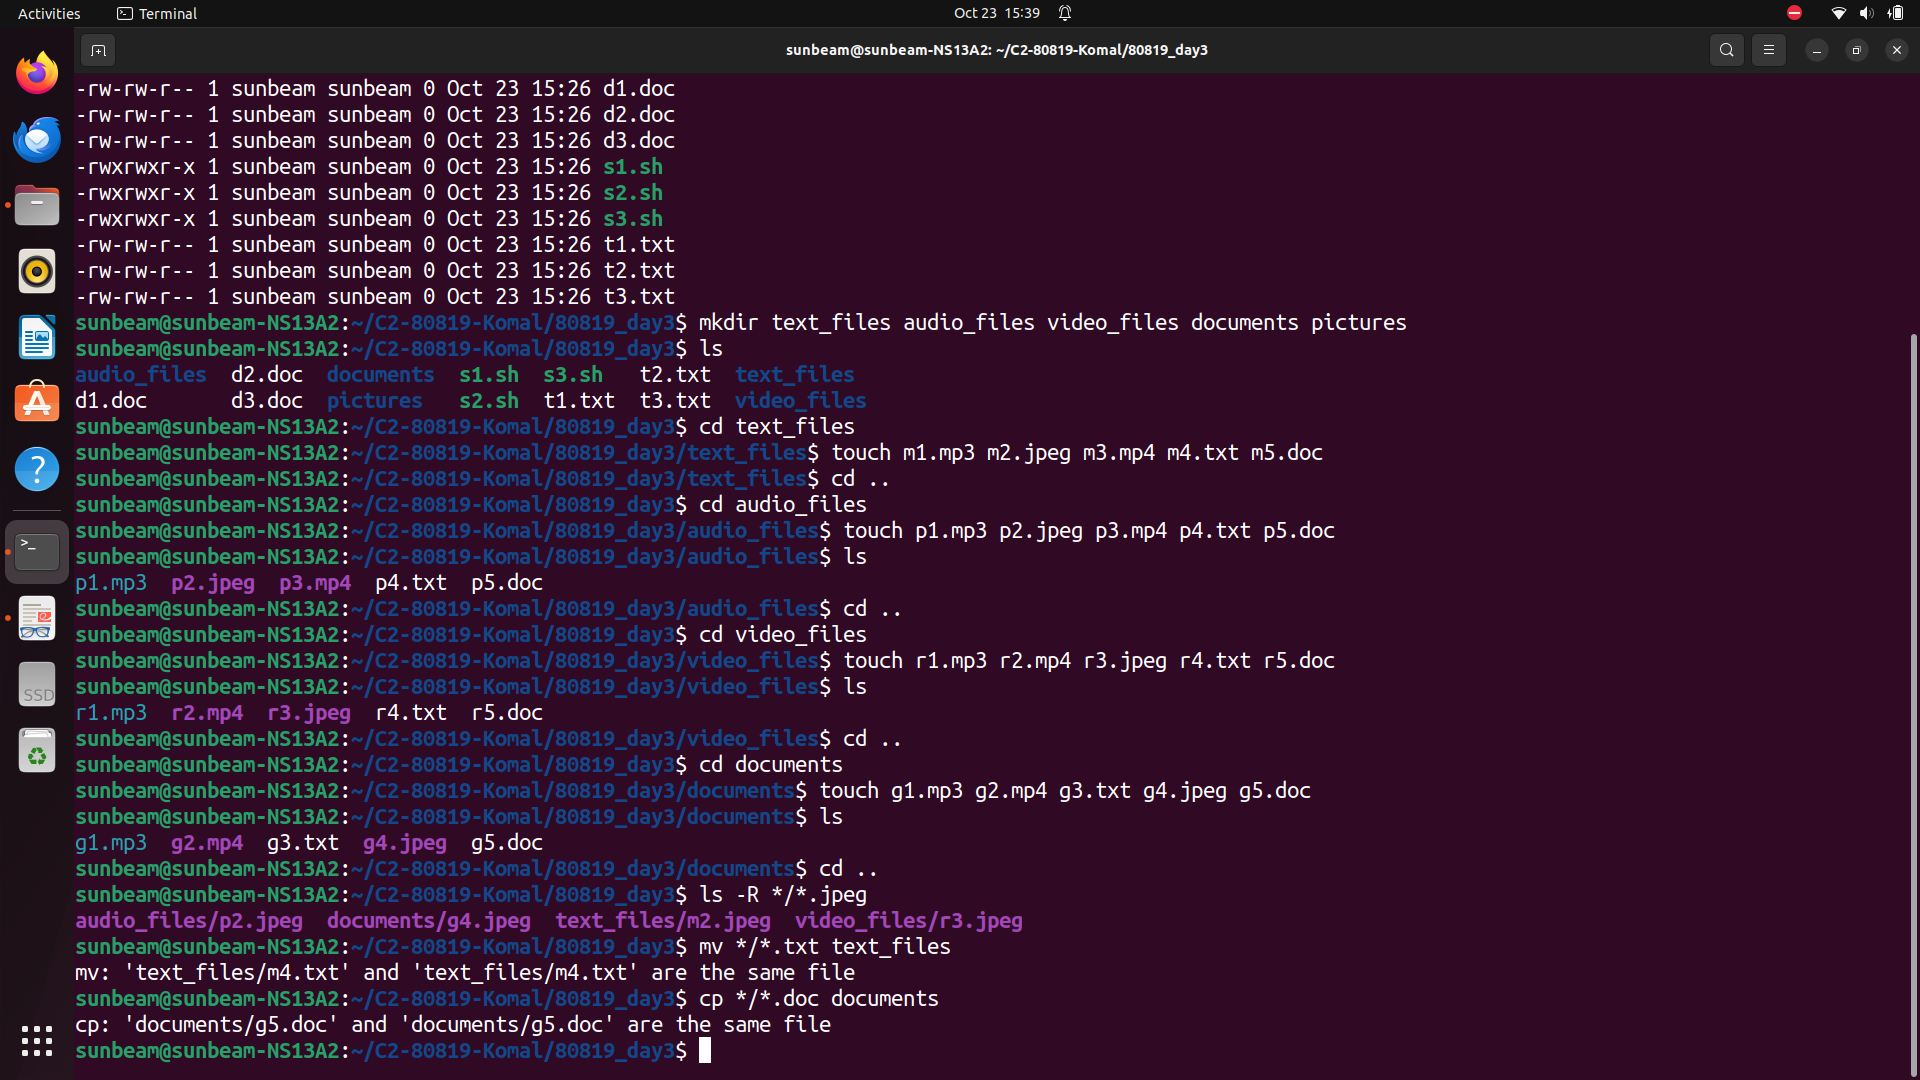 Activities
Terminal
Oct 23 15:39
sunbeam@sunbeam-NS13A2: ~/C2-80819-Komal/80819_day3
-rw-rw-r-- 1 sunbeam sunbeam 0 Oct 23 15:26 d1.doc
-rw-rw-r-- 1 sunbeam sunbeam 0 Oct 23 15:26 d2.doc
-rw-rw-r-- 1 sunbeam sunbeam 0 Oct 23 15:26 d3.doc
-rwxrwxr-x 1 sunbeam sunbeam 0 Oct 23 15:26 s1.sh
-rwxrwxr-x 1 sunbeam sunbeam 0 Oct 23 15:26 s2.sh
-rwxrwxr-x 1 sunbeam sunbeam 0 Oct 23 15:26 s3.sh
-rw-rw-r-- 1 sunbeam sunbeam 0 Oct 23 15:26 t1.txt
-rw-rw-r-- 1 sunbeam sunbeam 0 Oct 23 15:26 t2.txt
-rw-rw-r-- 1 sunbeam sunbeam 0 Oct 23 15:26 t3.txt
sunbeam@sunbeam-NS13A2:~/C2-80819-Komal/80819_day3$ mkdir text_files audio_files video_files documents pictures
sunbeam@sunbeam-NS13A2:~/C2-80819-Komal/80819_day3$ ls
audio_files  d2.doc  documents  s1.sh  s3.sh   t2.txt  text_files
d1.doc       d3.doc  pictures   s2.sh  t1.txt  t3.txt  video_files
sunbeam@sunbeam-NS13A2:~/C2-80819-Komal/80819_day3$ cd text_files
sunbeam@sunbeam-NS13A2:~/C2-80819-Komal/80819_day3/text_files$ touch m1.mp3 m2.jpeg m3.mp4 m4.txt m5.doc
sunbeam@sunbeam-NS13A2:~/C2-80819-Komal/80819_day3/text_files$ cd ..
sunbeam@sunbeam-NS13A2:~/C2-80819-Komal/80819_day3$ cd audio_files
sunbeam@sunbeam-NS13A2:~/C2-80819-Komal/80819_day3/audio_files$ touch p1.mp3 p2.jpeg p3.mp4 p4.txt p5.doc
sunbeam@sunbeam-NS13A2:~/C2-80819-Komal/80819_day3/audio_files$ ls
p1.mp3  p2.jpeg  p3.mp4  p4.txt  p5.doc
sunbeam@sunbeam-NS13A2:~/C2-80819-Komal/80819_day3/audio_files$ cd ..
sunbeam@sunbeam-NS13A2:~/C2-80819-Komal/80819_day3$ cd video_files
sunbeam@sunbeam-NS13A2:~/C2-80819-Komal/80819_day3/video_files$ touch r1.mp3 r2.mp4 r3.jpeg r4.txt r5.doc
sunbeam@sunbeam-NS13A2:~/C2-80819-Komal/80819_day3/video_files$ ls
r1.mp3  r2.mp4  r3.jpeg  r4.txt  r5.doc
sunbeam@sunbeam-NS13A2:~/C2-80819-Komal/80819_day3/video_files$ cd ..
sunbeam@sunbeam-NS13A2:~/C2-80819-Komal/80819_day3$ cd documents
sunbeam@sunbeam-NS13A2:~/C2-80819-Komal/80819_day3/documents$ touch g1.mp3 g2.mp4 g3.txt g4.jpeg g5.doc
sunbeam@sunbeam-NS13A2:~/C2-80819-Komal/80819_day3/documents$ ls
g1.mp3  g2.mp4  g3.txt  g4.jpeg  g5.doc
sunbeam@sunbeam-NS13A2:~/C2-80819-Komal/80819_day3/documents$ cd ..
sunbeam@sunbeam-NS13A2:~/C2-80819-Komal/80819_day3$ ls -R */*.jpeg
audio_files/p2.jpeg  documents/g4.jpeg  text_files/m2.jpeg  video_files/r3.jpeg
sunbeam@sunbeam-NS13A2:~/C2-80819-Komal/80819_day3$ mv */*.txt text_files
mv: 'text_files/m4.txt' and 'text_files/m4.txt' are the same file
sunbeam@sunbeam-NS13A2:~/C2-80819-Komal/80819_day3$ cp */*.doc documents
cp: 'documents/g5.doc' and 'documents/g5.doc' are the same file
sunbeam@sunbeam-NS13A2:~/C2-80819-Komal/80819_day3$
SSD